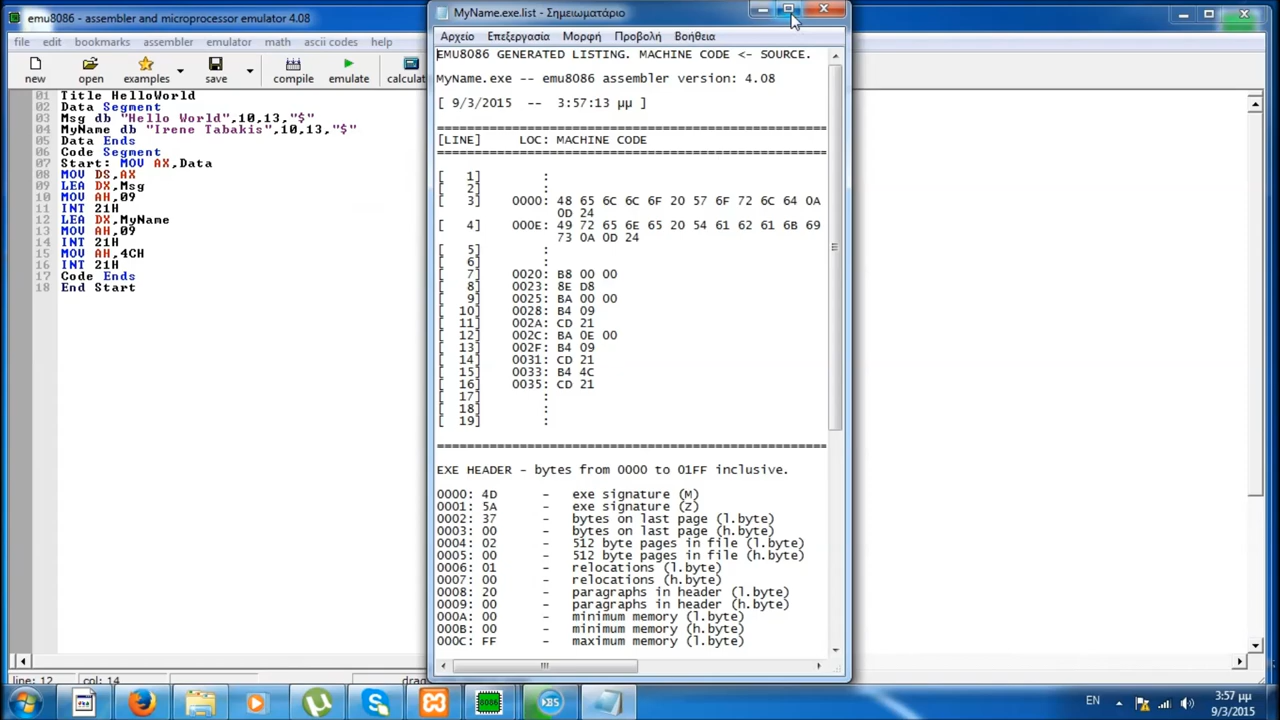 emu8086 - assembler and microprocessor emulator 4.08
file edit bookmarks assembler emulator math ascii codes help
new open examples save compile emulate calculat
01 Title HelloWorld
02 Data Segment
03 Msg db "Hello World",10,13,"$"
04 MyName db "Irene Tabakis",10,13,"$"
05 Data Ends
06 Code Segment
07 Start: MOV AX,Data
08 MOV DS,AX
09 LEA DX,Msg
10 MOV AH,09
11 INT 21H
12 LEA DX,MyName
13 MOV AH,09
14 INT 21H
15 MOV AH,4CH
16 INT 21H
17 Code Ends
18 End Start
line: 12 col: 14 drag
MyName.exe.list - Σημειωματάριο
Αρχείο Επεξεργασία Μορφή Προβολή Βοήθεια
EMU8086 GENERATED LISTING. MACHINE CODE <- SOURCE.
MyName.exe -- emu8086 assembler version: 4.08
[ 9/3/2015 -- 3:57:13 μμ ]
===================================================
[LINE] LOC: MACHINE CODE
===================================================
[ 1] :
[ 2] :
[ 3] 0000: 48 65 6C 6C 6F 20 57 6F 72 6C 64 0A
0D 24
[ 4] 000E: 49 72 65 6E 65 20 54 61 62 61 6B 69
73 0A 0D 24
[ 5] :
[ 6] :
[ 7] 0020: B8 00 00
[ 8] 0023: 8E D8
[ 9] 0025: BA 00 00
[ 10] 0028: B4 09
[ 11] 002A: CD 21
[ 12] 002C: BA 0E 00
[ 13] 002F: B4 09
[ 14] 0031: CD 21
[ 15] 0033: B4 4C
[ 16] 0035: CD 21
[ 17] :
[ 18] :
[ 19] :
===================================================
EXE HEADER - bytes from 0000 to 01FF inclusive.
0000: 4D - exe signature (M)
0001: 5A - exe signature (Z)
0002: 37 - bytes on last page (l.byte)
0003: 00 - bytes on last page (h.byte)
0004: 02 - 512 byte pages in file (l.byte)
0005: 00 - 512 byte pages in file (h.byte)
0006: 01 - relocations (l.byte)
0007: 00 - relocations (h.byte)
0008: 20 - paragraphs in header (l.byte)
0009: 00 - paragraphs in header (h.byte)
000A: 00 - minimum memory (l.byte)
000B: 00 - minimum memory (h.byte)
000C: FF - maximum memory (l.byte)
EN
3:57 μμ
9/3/2015